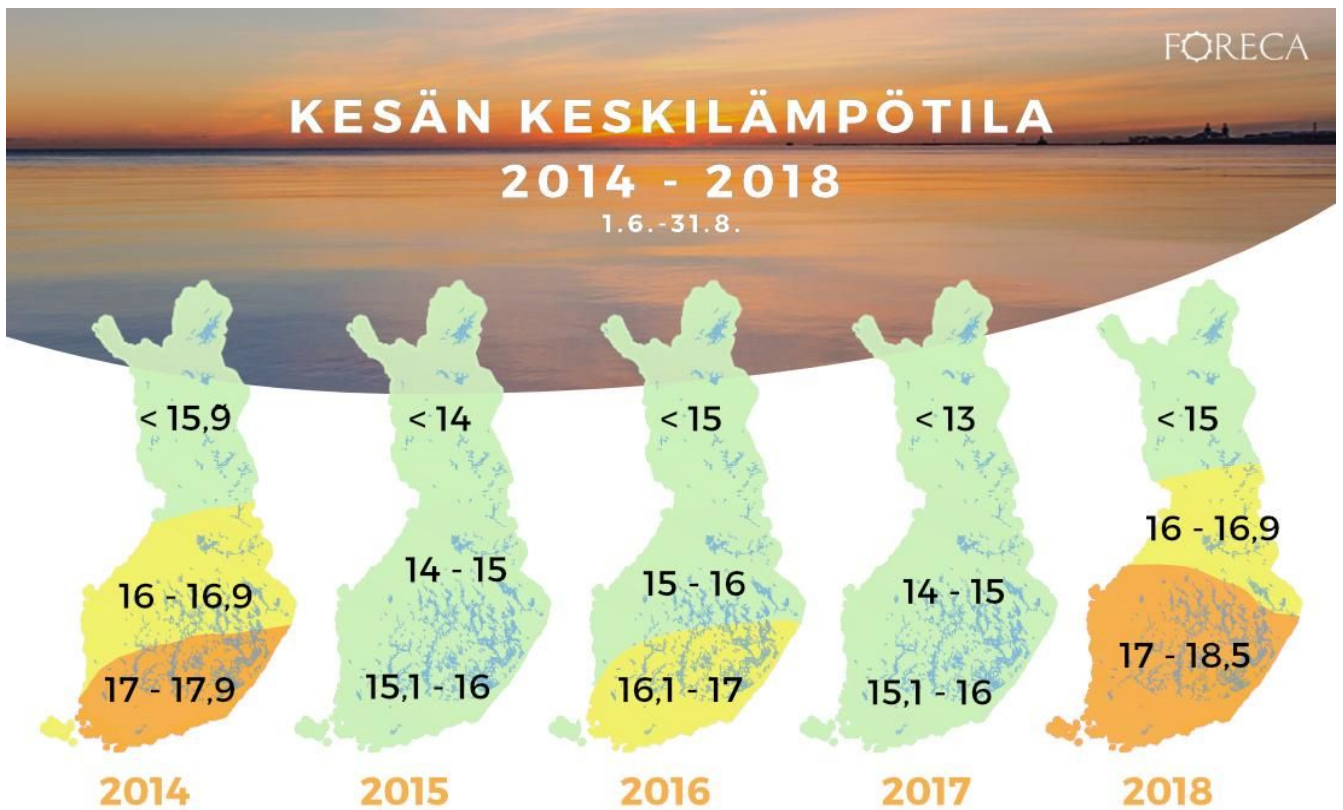 FORECA
KESÄN KESKILÄMPÖTILA
2014 - 2018
1.6.-31.8.
< 15,9
< 14
< 15
< 13
< 15
16 - 16,9
14 - 15
15 - 16
14 - 15
16 - 16,9
17 - 17,9
15,1 - 16
16,1 - 17
15,1 - 16
17 - 18,5
2014
2015
2016
2017
2018